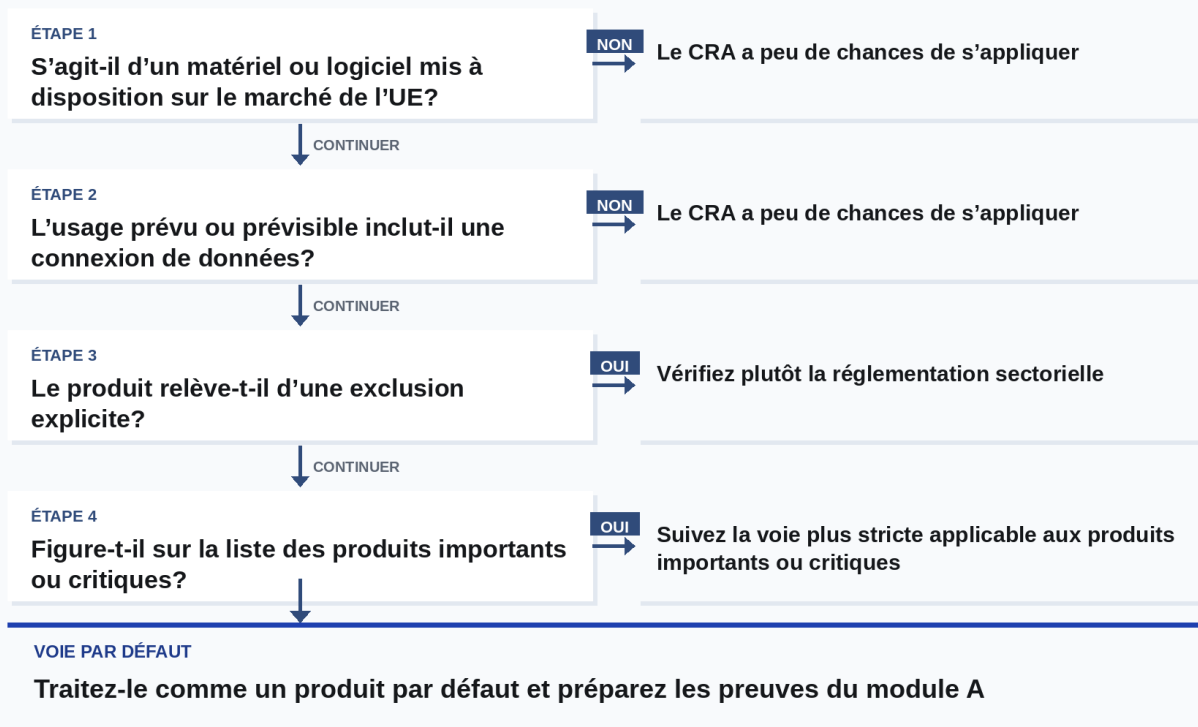 ÉTAPE 1
S’agit-il d’un matériel ou logiciel mis à
disposition sur le marché de l’UE?
NON
Le CRA a peu de chances de s’appliquer
CONTINUER
ÉTAPE 2
L’usage prévu ou prévisible inclut-il une
connexion de données?
NON
Le CRA a peu de chances de s’appliquer
CONTINUER
ÉTAPE 3
Le produit relève-t-il d’une exclusion
explicite?
OUI
Vérifiez plutôt la réglementation sectorielle
CONTINUER
ÉTAPE 4
Figure-t-il sur la liste des produits importants
ou critiques?
OUI
Suivez la voie plus stricte applicable aux produits
importants ou critiques
VOIE PAR DÉFAUT
Traitez-le comme un produit par défaut et préparez les preuves du module A